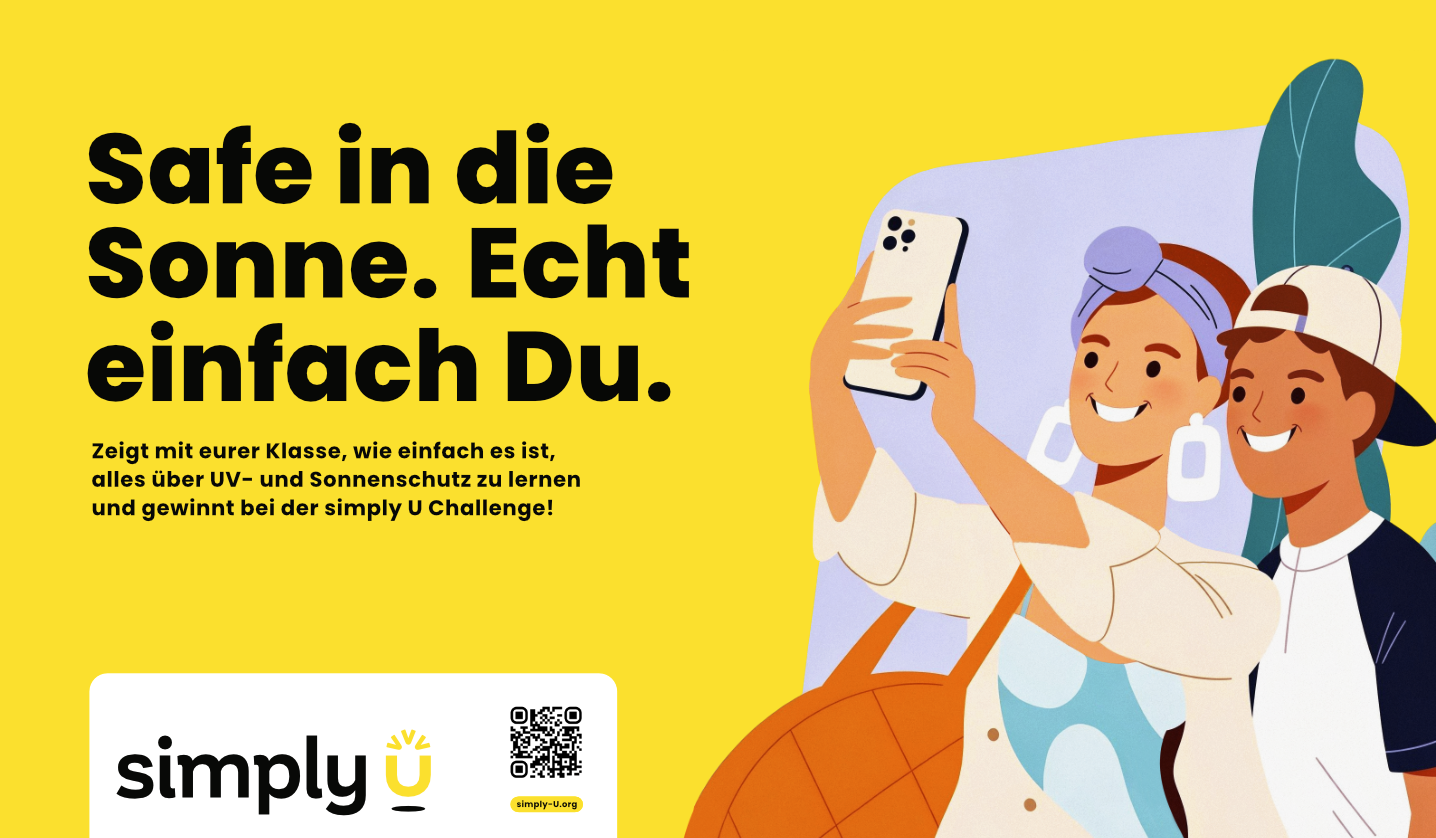 Safe in die
Sonne. Echt
einfach Du.
Zeigt mit eurer Klasse, wie einfach es ist,
alles über UV- und Sonnenschutz zu lernen
und gewinnt bei der simply U Challenge!
simply U
simply-U.org